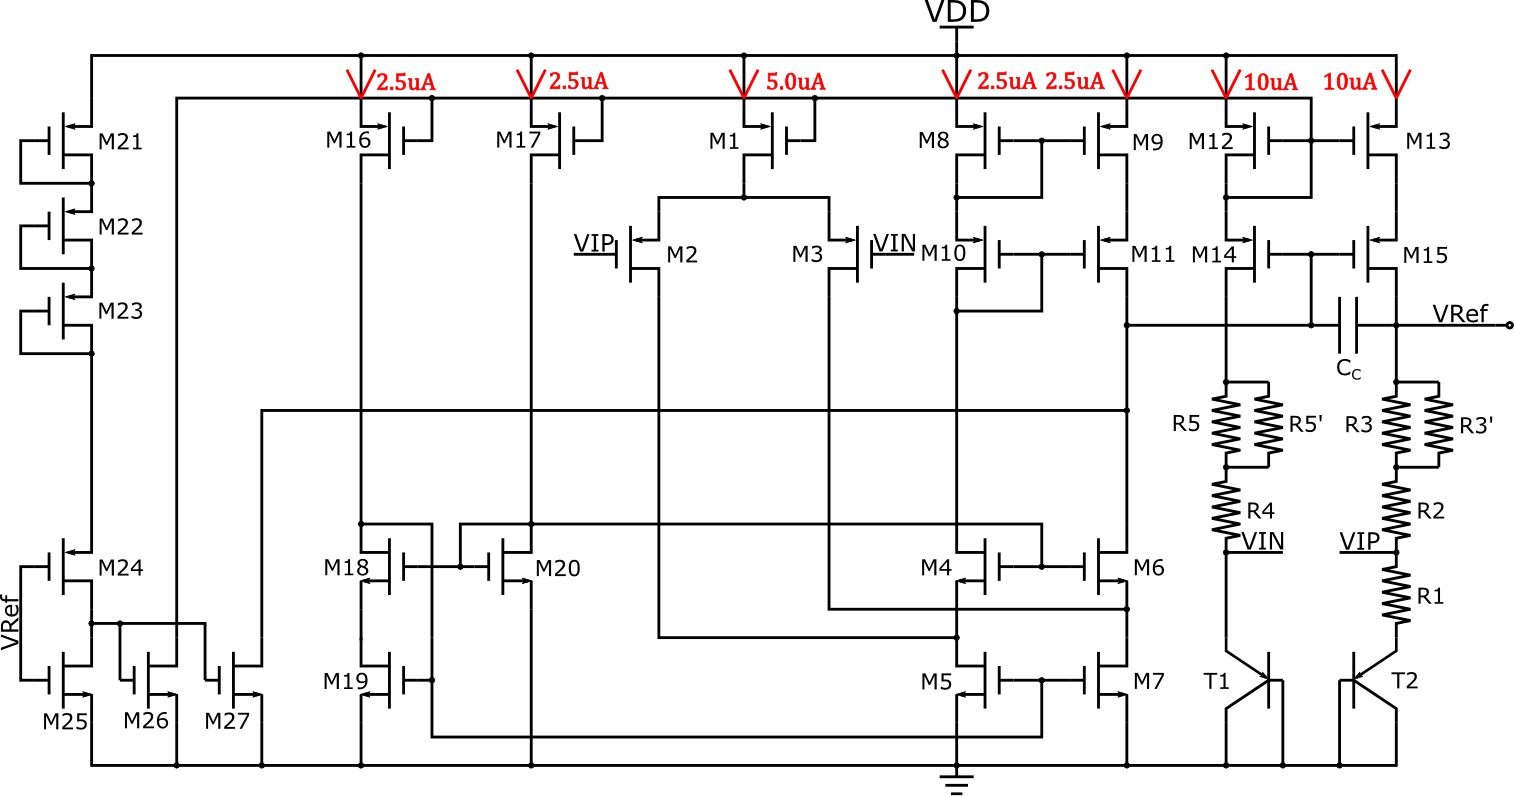 VDD
2.5uA 2.5uA 5.0uA 2.5uA 2.5uA 10uA 10uA
M21 M16 M17 M1 M8 M9 M12 M13
M22 VIP M2 M3 VIN M10 M11 M14 M15
M23 VRef
CC
R5 R5' R3 R3'
R4 R2
VIN VIP
M24 M18 M20 M4 M6
R1
VRef
M19 M5 M7 T1 T2
M25 M26 M27